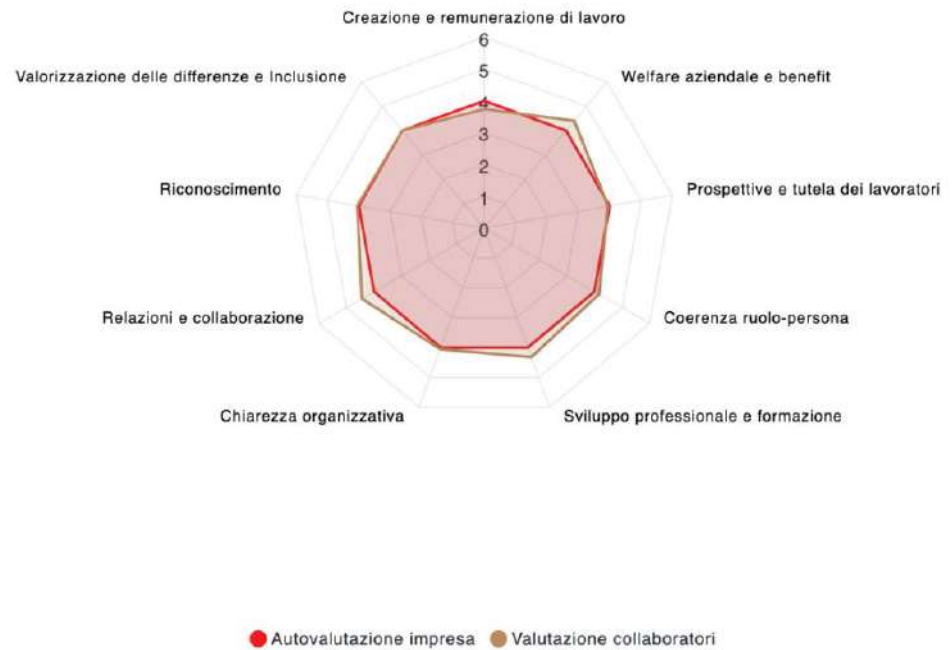 Creazione e remunerazione di lavoro
6
Valorizzazione delle differenze e Inclusione
Welfare aziendale e benefit
5
4
3
Riconoscimento
Prospettive e tutela dei lavoratori
2
1
0
Relazioni e collaborazione
Coerenza ruolo-persona
Chiarezza organizzativa
Sviluppo professionale e formazione
Autovalutazione impresa Valutazione collaboratori